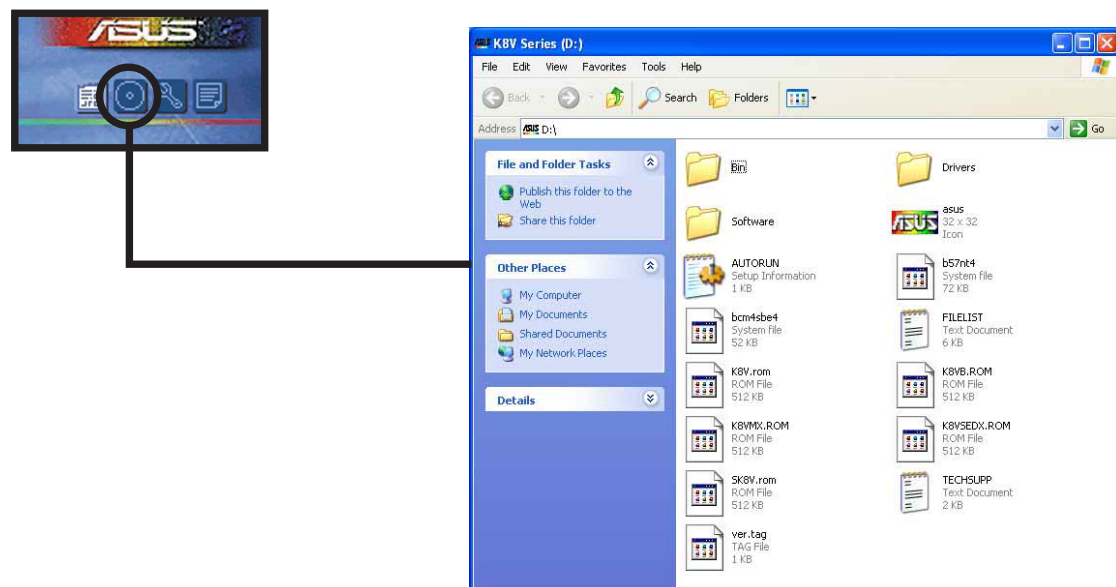 ASUS
K8V Series (D:)
File Edit View Favorites Tools Help
Back Search Folders
Address D:\ Go
File and Folder Tasks
Publish this folder to the
Web
Share this folder
Other Places
My Computer
My Documents
Shared Documents
My Network Places
Details
Bin
Drivers
Software
asus
32 x 32
Icon
AUTORUN
Setup Information
1 KB
b57nt4
System file
72 KB
bcm4sbe4
System file
52 KB
FILELIST
Text Document
6 KB
K8V.rom
ROM File
512 KB
K8VB.ROM
ROM File
512 KB
K8VMX.ROM
ROM File
512 KB
K8VSEDX.ROM
ROM File
512 KB
SK8V.rom
ROM File
512 KB
TECHSUPP
Text Document
2 KB
ver.tag
TAG File
1 KB